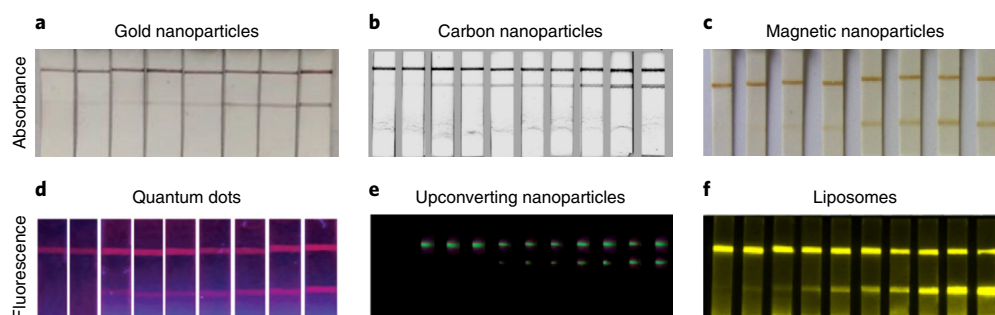 a
Gold nanoparticles
b
Carbon nanoparticles
c
Magnetic nanoparticles
Absorbance
d
Quantum dots
e
Upconverting nanoparticles
f
Liposomes
Fluorescence